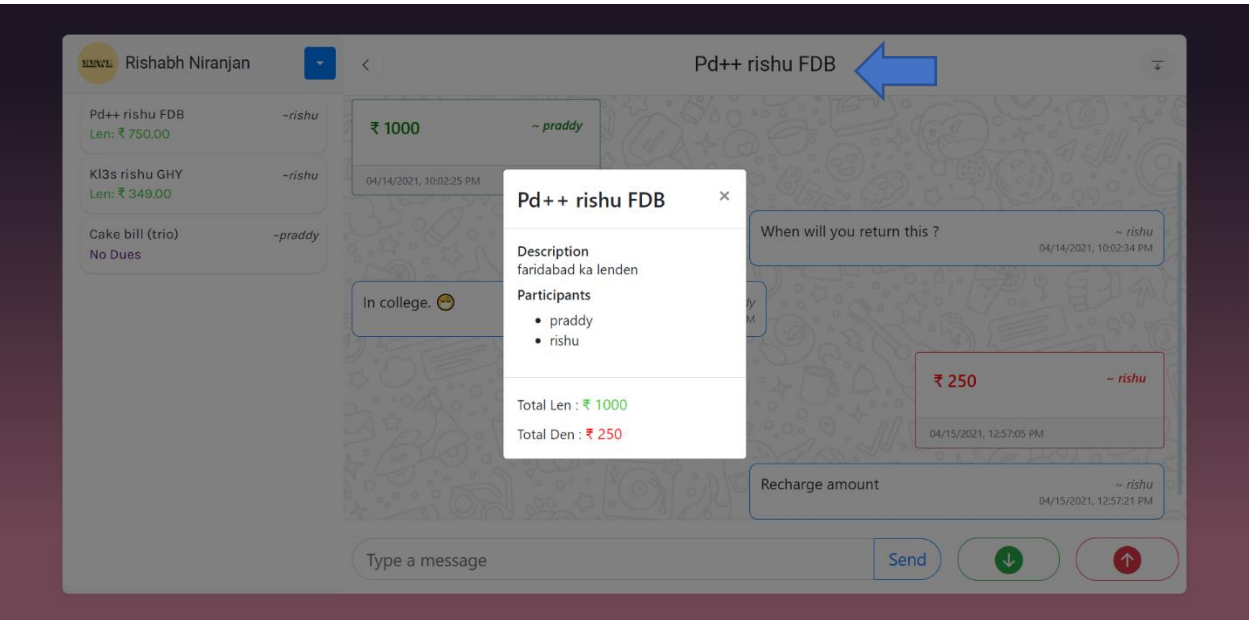 Rishabh Niranjan
Pd++ rishu FDB
Pd++ rishu FDB ~rishu
Len: ₹ 750.00
Kl3s rishu GHY ~rishu
Len: ₹ 349.00
Cake bill (trio) ~praddy
No Dues
₹ 1000 ~ praddy
04/14/2021, 10:02:25 PM
When will you return this ? ~ rishu
04/14/2021, 10:02:34 PM
In college.
Pd++ rishu FDB ×
Description
faridabad ka lenden
Participants
• praddy
• rishu
Total Len : ₹ 1000
Total Den : ₹ 250
₹ 250 ~ rishu
04/15/2021, 12:57:05 PM
Recharge amount ~ rishu
04/15/2021, 12:57:21 PM
Type a message Send